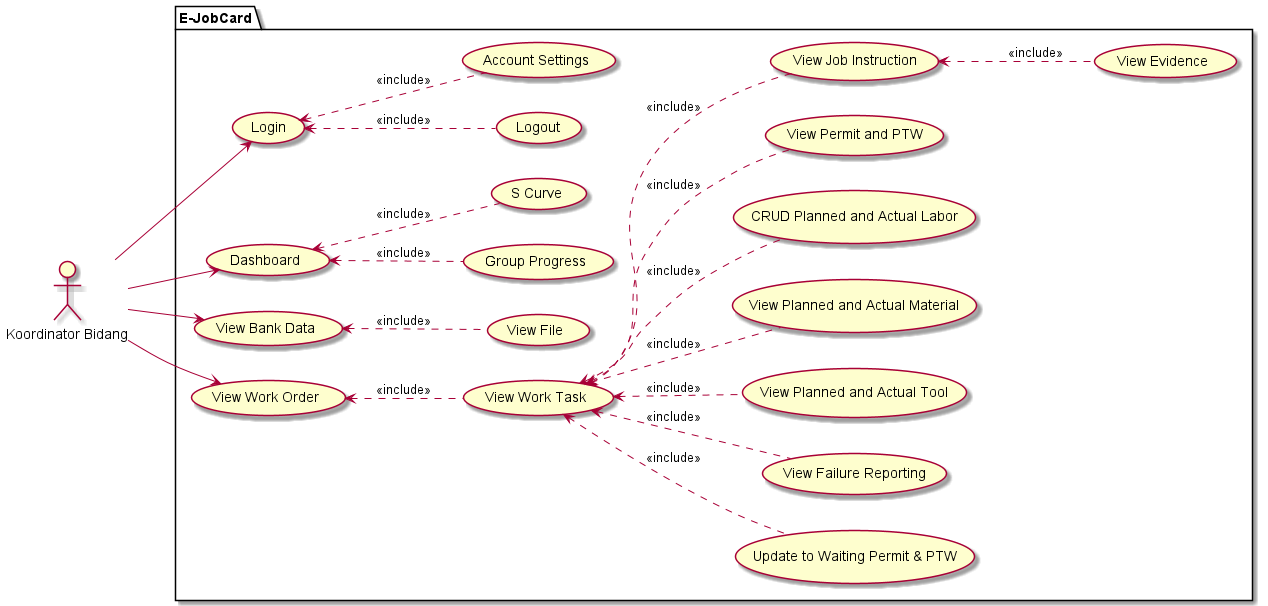 E-JobCard
Account Settings
View Job Instruction
«include»
View Evidence
«include»
«include»
Login
«include»
Logout
View Permit and PTW
«include»
S Curve
«include»
CRUD Planned and Actual Labor
Dashboard
«include»
Group Progress
«include»
View Planned and Actual Material
Koordinator Bidang
View Bank Data
«include»
View File
«include»
View Work Order
«include»
View Work Task
«include»
View Planned and Actual Tool
«include»
View Failure Reporting
«include»
Update to Waiting Permit & PTW